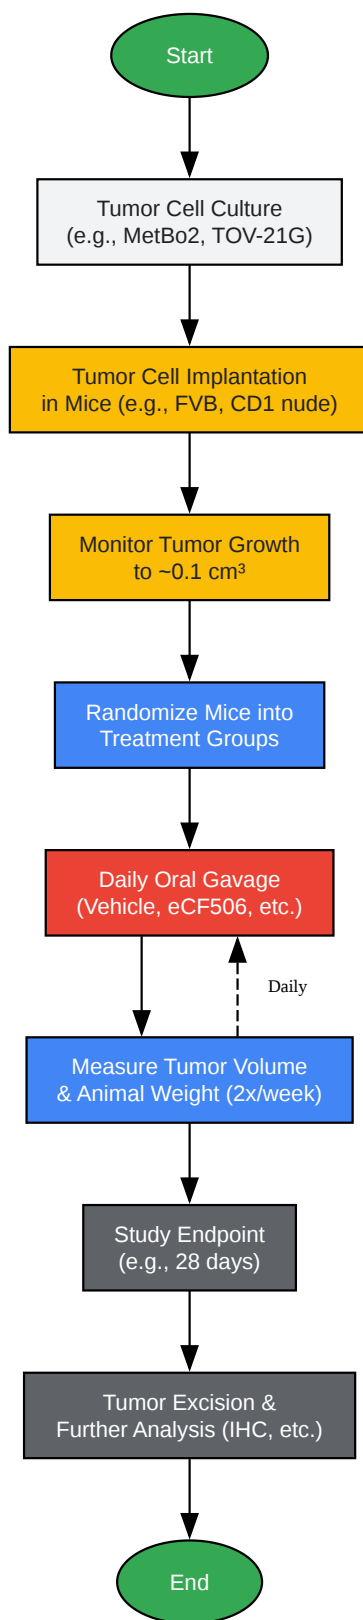 Start
Tumor Cell Culture
(e.g., MetBo2, TOV-21G)
Tumor Cell Implantation
in Mice (e.g., FVB, CD1 nude)
Monitor Tumor Growth
to ~0.1 cm³
Randomize Mice into
Treatment Groups
Daily Oral Gavage
(Vehicle, eCF506, etc.)
Daily
Measure Tumor Volume
& Animal Weight (2x/week)
Study Endpoint
(e.g., 28 days)
Tumor Excision &
Further Analysis (IHC, etc.)
End